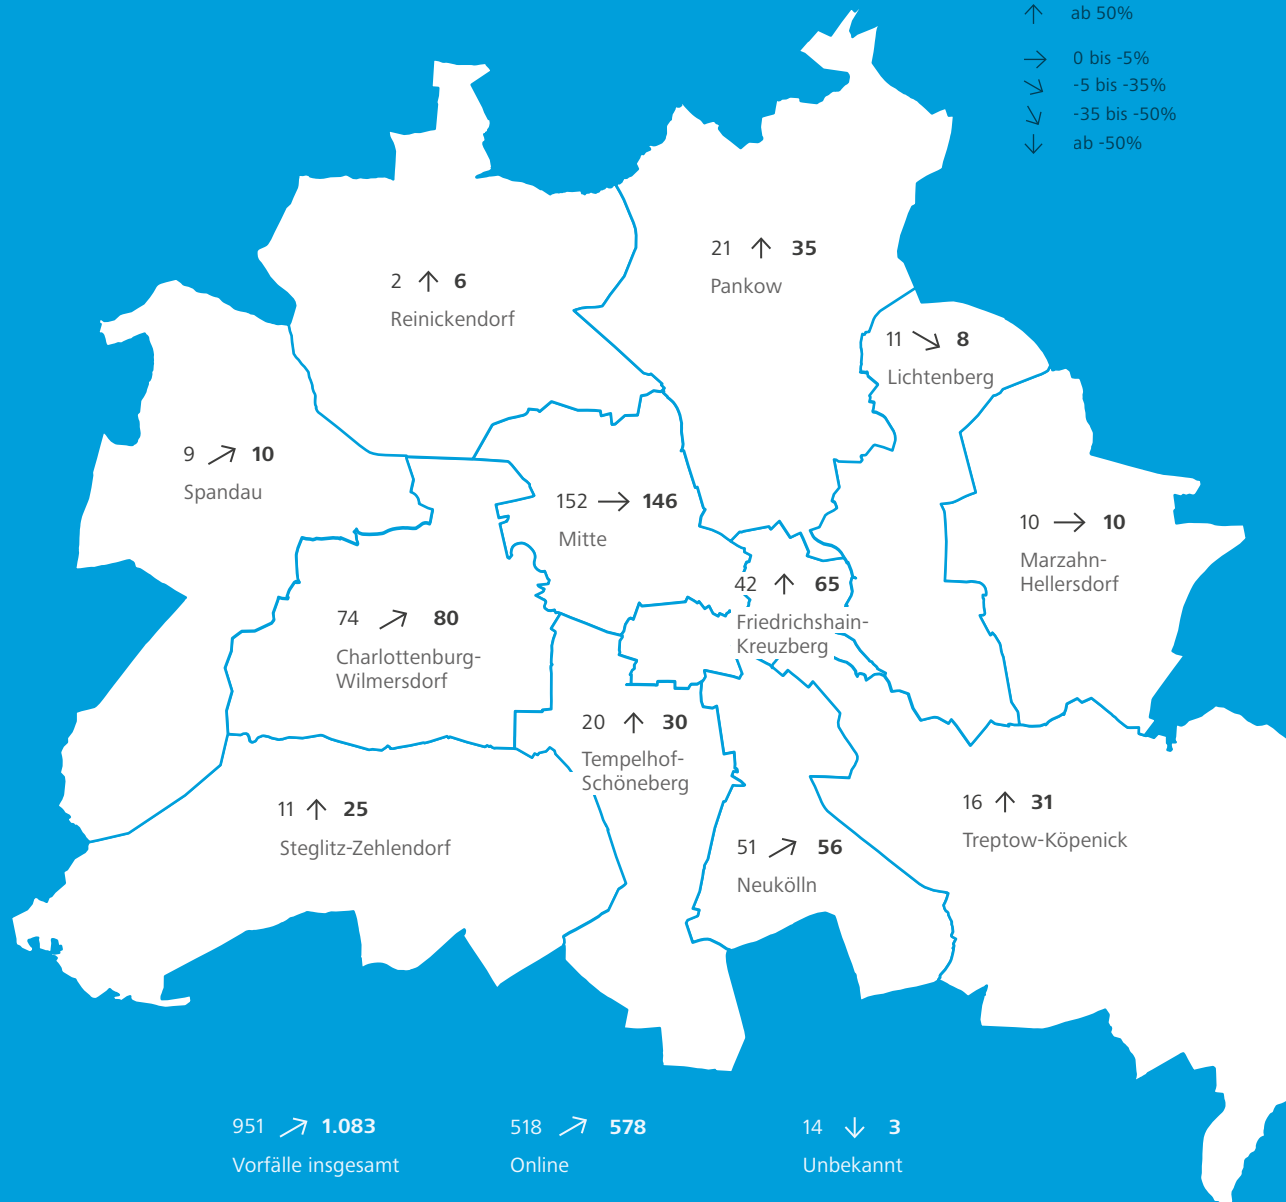 ↑ ab 50%
→ 0 bis -5%
↘ -5 bis -35%
↘ -35 bis -50%
↓ ab -50%
21 ↑ 35
Pankow
2 ↑ 6
Reinickendorf
11 ↘ 8
Lichtenberg
9 ↗ 10
Spandau
152 → 146
Mitte
10 → 10
Marzahn-
Hellersdorf
42 ↑ 65
Friedrichshain-
Kreuzberg
74 ↗ 80
Charlottenburg-
Wilmersdorf
20 ↑ 30
Tempelhof-
Schöneberg
11 ↑ 25
Steglitz-Zehlendorf
16 ↑ 31
Treptow-Köpenick
51 ↗ 56
Neukölln
951 ↗ 1.083
Vorfälle insgesamt
518 ↗ 578
Online
14 ↓ 3
Unbekannt